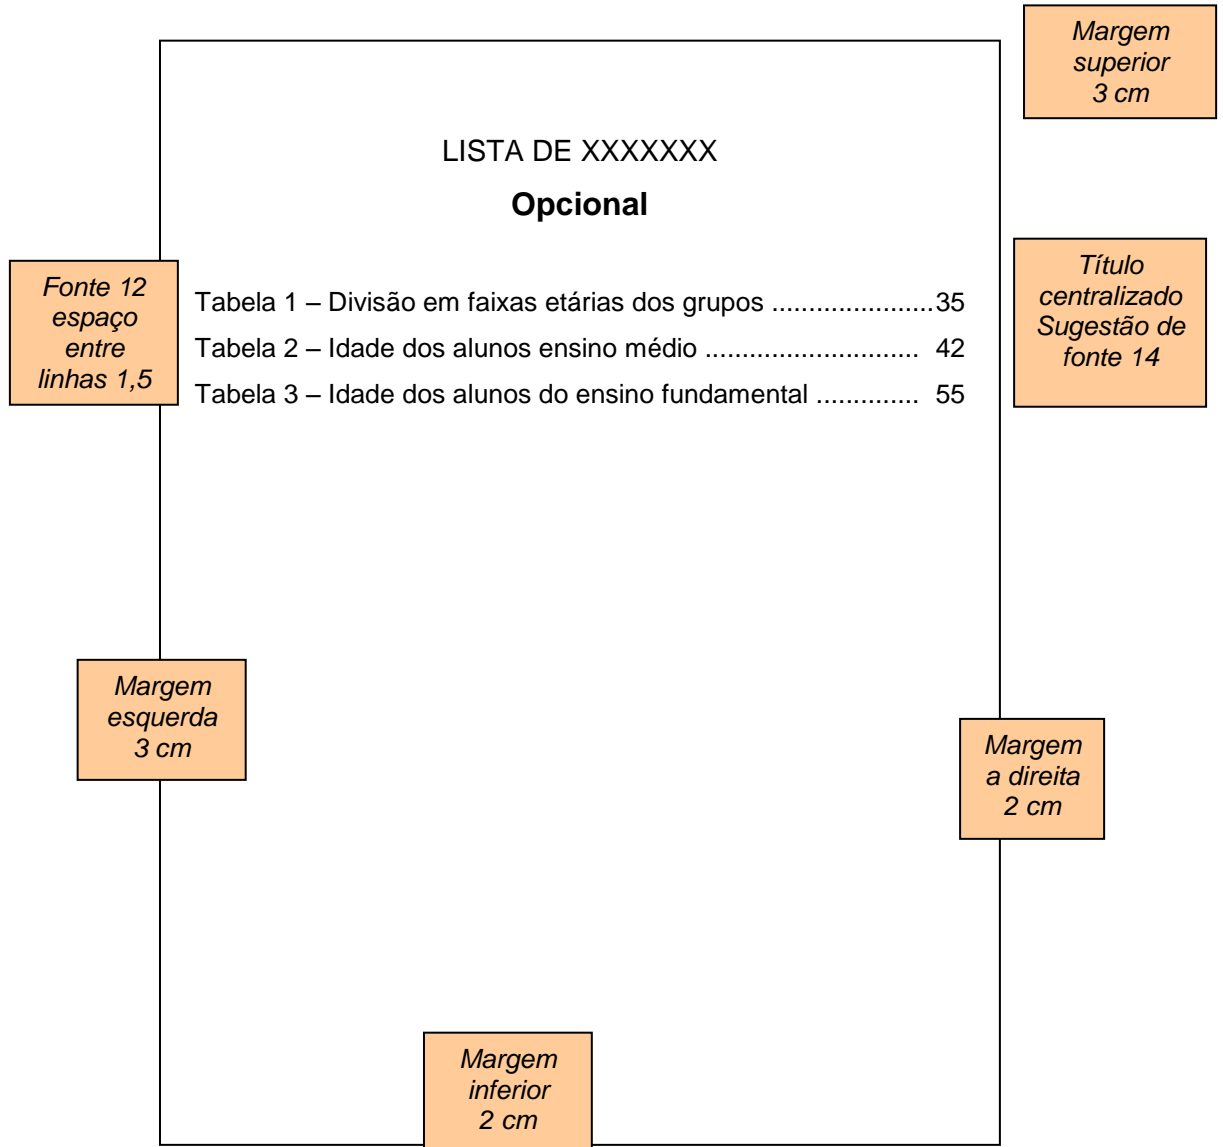 Margem
superior
3 cm
LISTA DE XXXXXXX
Opcional
Fonte 12
espaço
entre
linhas 1,5
Tabela 1 – Divisão em faixas etárias dos grupos ......................35
Tabela 2 – Idade dos alunos ensino médio ............................. 42
Tabela 3 – Idade dos alunos do ensino fundamental .............. 55
Título
centralizado
Sugestão de
fonte 14
Margem
esquerda
3 cm
Margem
a direita
2 cm
Margem
inferior
2 cm